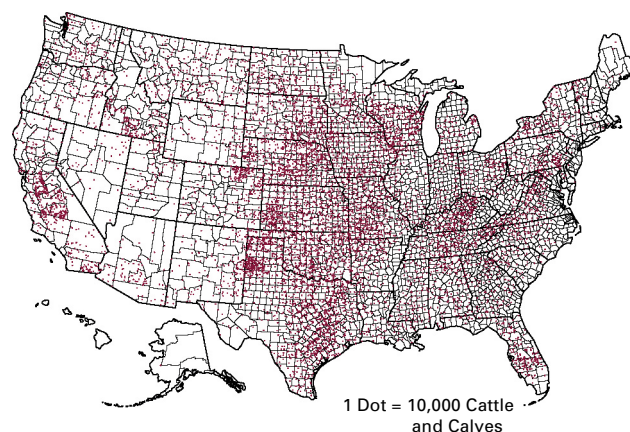 1 Dot = 10,000 Cattle
and Calves